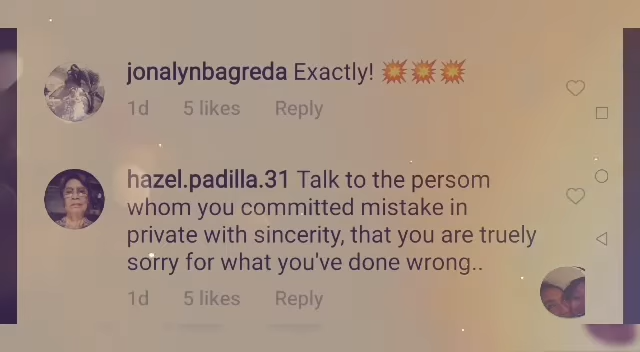 jonalynbagreda Exactly! 💥💥💥
1d 5 likes Reply
hazel.padilla.31 Talk to the persom
whom you committed mistake in
private with sincerity, that you are truely
sorry for what you've done wrong..
1d 5 likes Reply